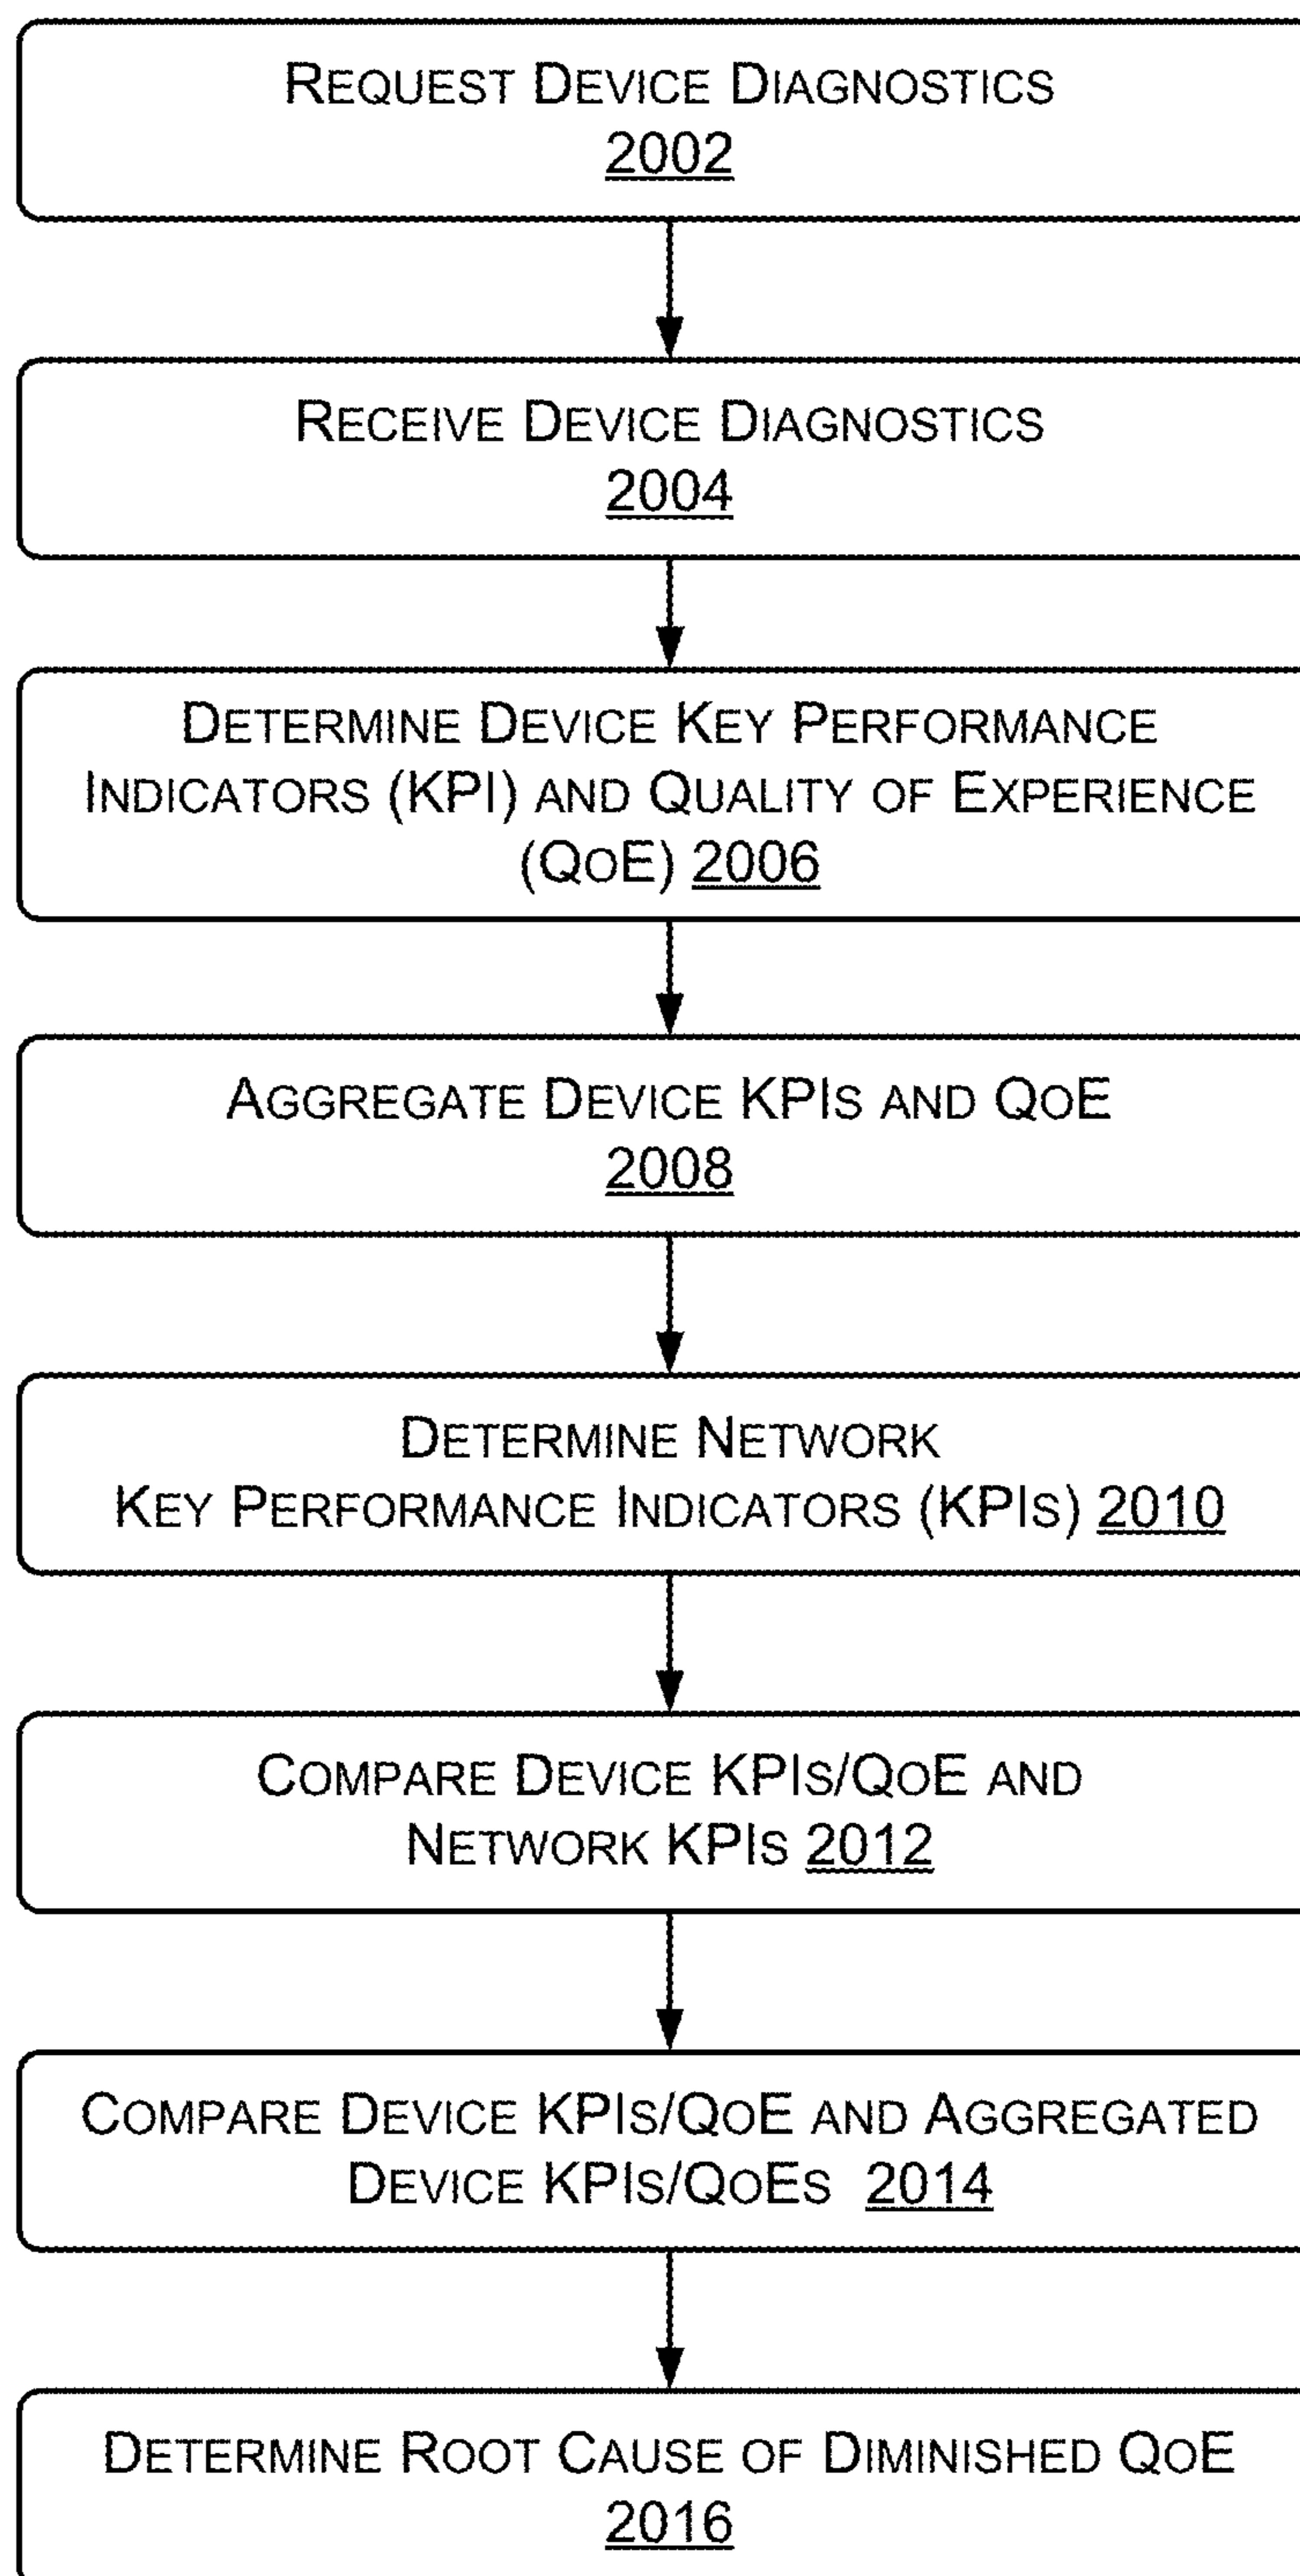 REQUEST DEVICE DIAGNOSTICS
2002
RECEIVE DEVICE DIAGNOSTICS
2004
DETERMINE DEVICE KEY PERFORMANCE
INDICATORS (KPI) AND QUALITY OF EXPERIENCE
(QOE) 2006
AGGREGATE DEVICE KPIS AND QOE
2008
DETERMINE NETWORK
KEY PERFORMANCE INDICATORS (KPIS) 2010
COMPARE DEVICE KPIS/QOE AND
NETWORK KPIS 2012
COMPARE DEVICE KPIS/QOE AND AGGREGATED
DEVICE KPIS/QOES 2014
DETERMINE ROOT CAUSE OF DIMINISHED QOE
2016